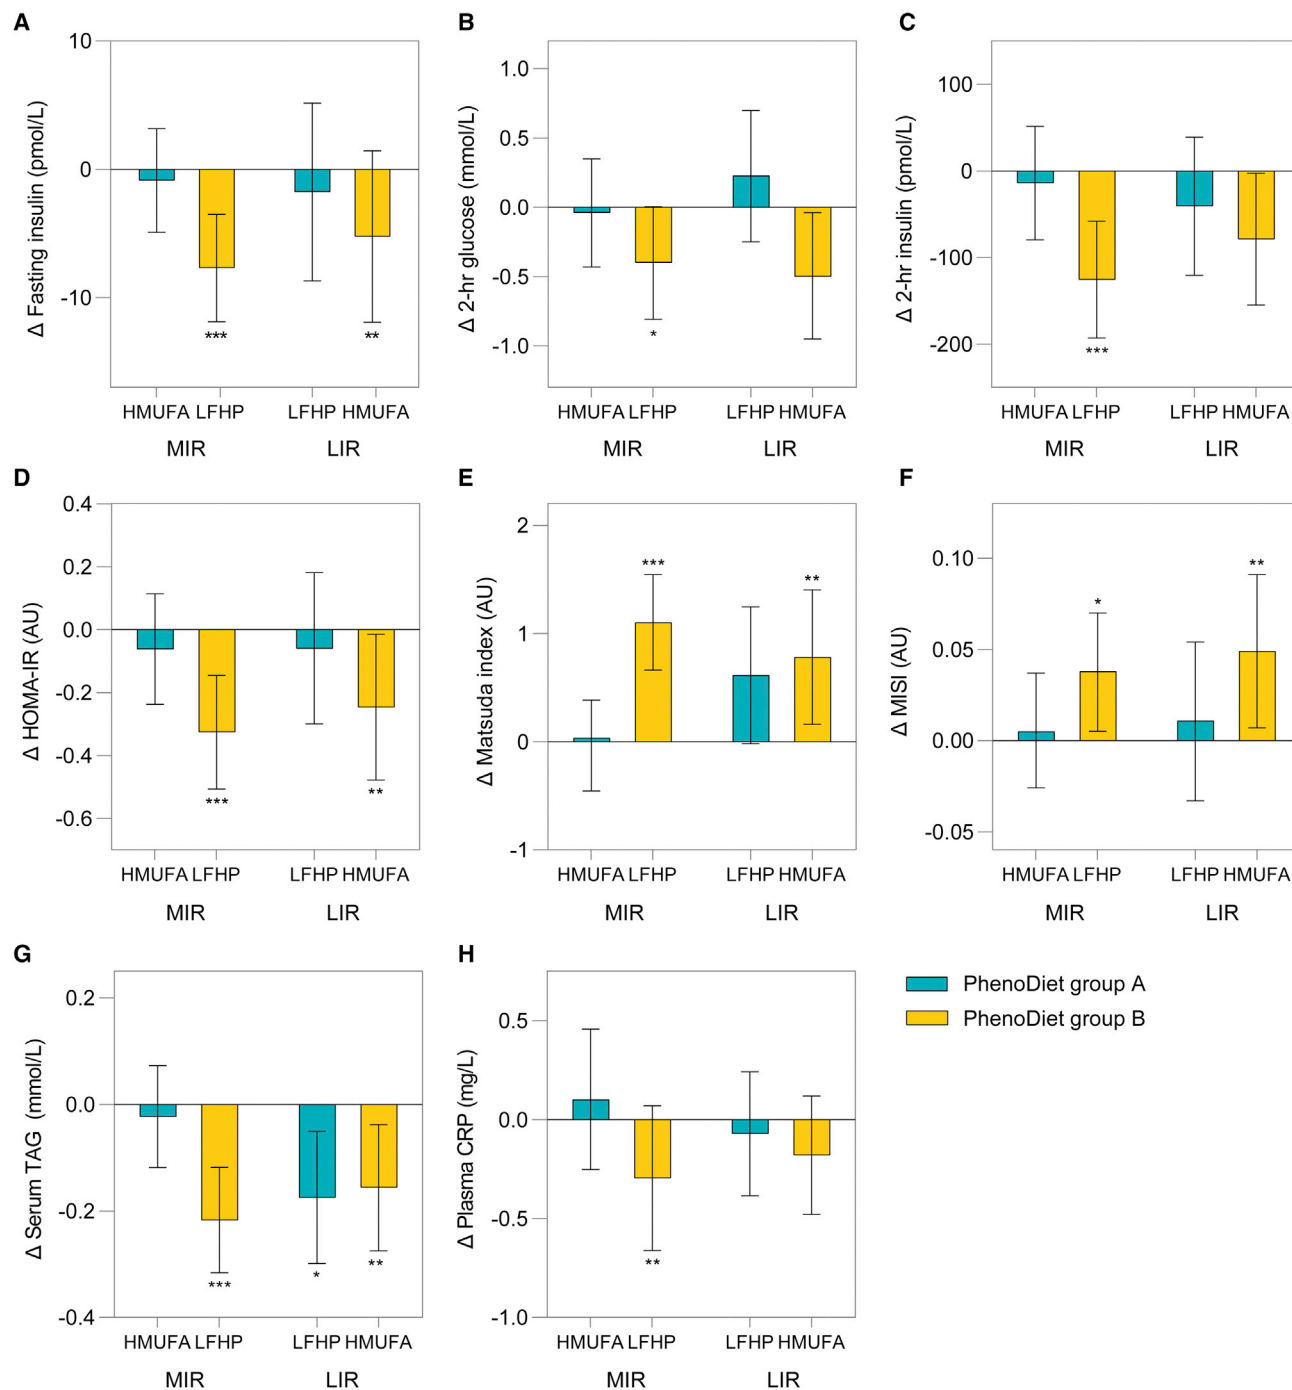 A
Δ Fasting insulin (pmol/L)
10
0
-10
***
**
HMUFA LFHP LFHP HMUFA
MIR LIR
B
Δ 2-hr glucose (mmol/L)
1.0
0.5
0.0
-0.5
-1.0
*
HMUFA LFHP LFHP HMUFA
MIR LIR
C
Δ 2-hr insulin (pmol/L)
100
0
-100
-200
***
HMUFA LFHP LFHP HMUFA
MIR LIR
D
Δ HOMA-IR (AU)
0.4
0.2
0.0
-0.2
-0.4
-0.6
***
**
HMUFA LFHP LFHP HMUFA
MIR LIR
E
Δ Matsuda index (AU)
2
1
0
-1
***
**
HMUFA LFHP LFHP HMUFA
MIR LIR
F
Δ MISI (AU)
0.10
0.05
0.00
-0.05
*
**
HMUFA LFHP LFHP HMUFA
MIR LIR
G
Δ Serum TAG (mmol/L)
0.2
0.0
-0.2
-0.4
***
*
**
HMUFA LFHP LFHP HMUFA
MIR LIR
H
Δ Plasma CRP (mg/L)
0.5
0.0
-0.5
-1.0
**
HMUFA LFHP LFHP HMUFA
MIR LIR
PhenoDiet group A
PhenoDiet group B